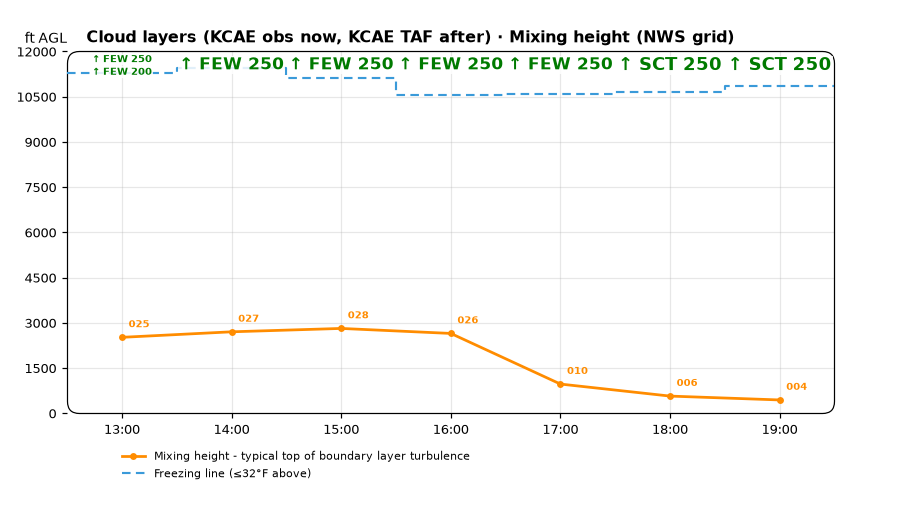 ft AGL
Cloud layers (KCAE obs now, KCAE TAF after) · Mixing height (NWS grid)
12000
10500
9000
7500
6000
4500
3000
1500
0
↑ FEW 250
↑ FEW 200
↑ FEW 250
↑ FEW 250
↑ FEW 250
↑ FEW 250
↑ SCT 250
↑ SCT 250
025
027
028
026
010
006
004
13:00
14:00
15:00
16:00
17:00
18:00
19:00
Mixing height - typical top of boundary layer turbulence
Freezing line (≤32°F above)